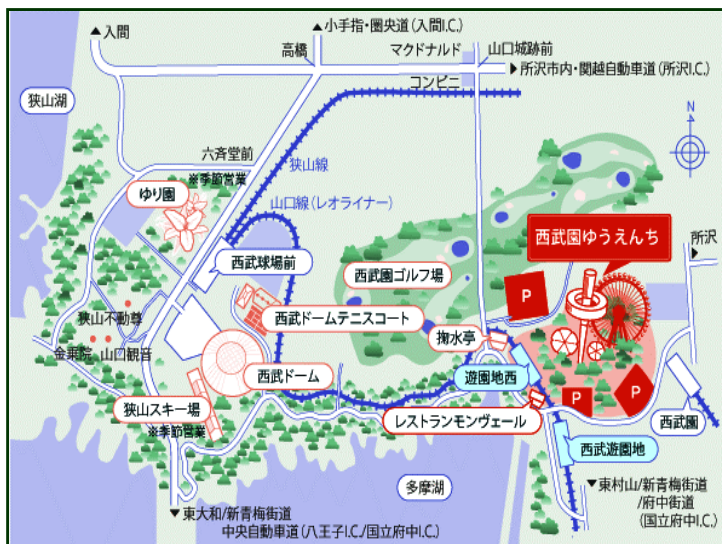 ▲入間
▲小手指・圏央道(入間I.C.)
高橋
マクドナルド
山口城跡前
▶所沢市内・関越自動車道(所沢I.C.)
コンビニ
狭山湖
N
六斉堂前
※季節営業
ゆり園
狭山線
山口線(レオライナー)
西武球場前
西武園ゴルフ場
西武園ゆうえんち
所沢
P
狭山不動尊
西武ドームテニスコート
掬水亭
金乗院
山口観音
西武ドーム
遊園地西
狭山スキー場
※季節営業
レストランモンヴェール
P
P
西武園
西武遊園地
多摩湖
▼東大和/新青梅街道
中央自動車道(八王子I.C./国立府中I.C.)
▼東村山/新青梅街道
/府中街道
(国立府中I.C.)